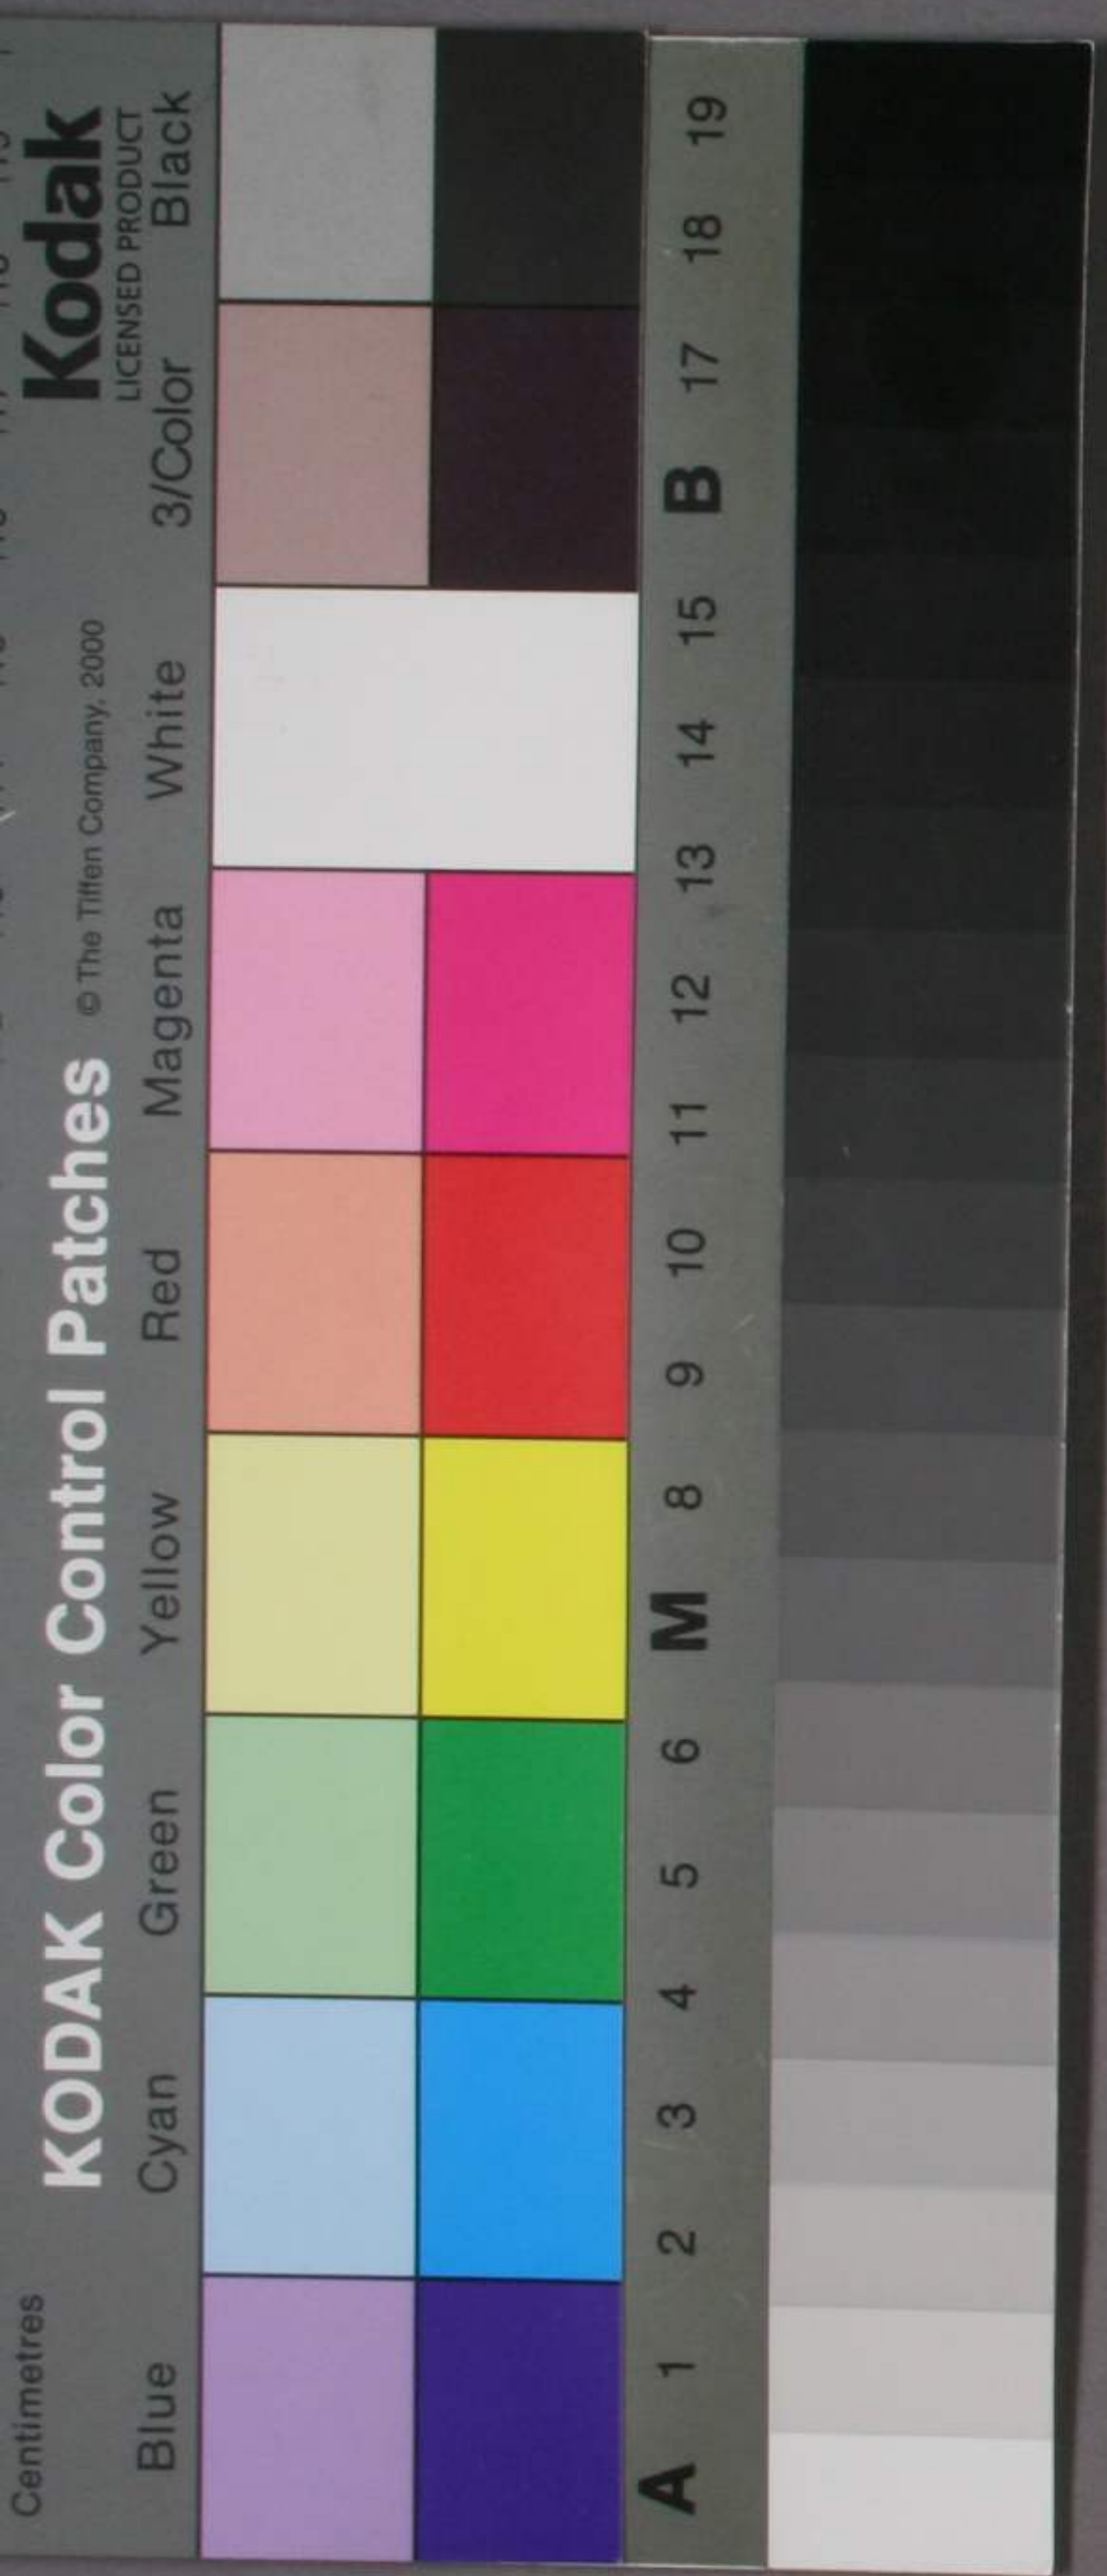 Centimetres
KODAK Color Control Patches © The Tiffen Company, 2000 Kodak
LICENSED PRODUCT
Blue Cyan Green Yellow Red Magenta White 3/Color Black
A 1 2 3 4 5 6 M 8 9 10 11 12 13 14 15 B 17 18 19